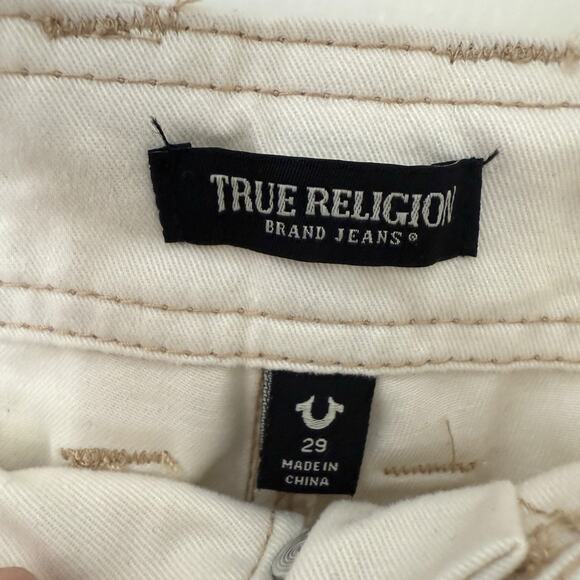 TRUE RELIGION
BRAND JEANS®
29
MADE IN
CHINA